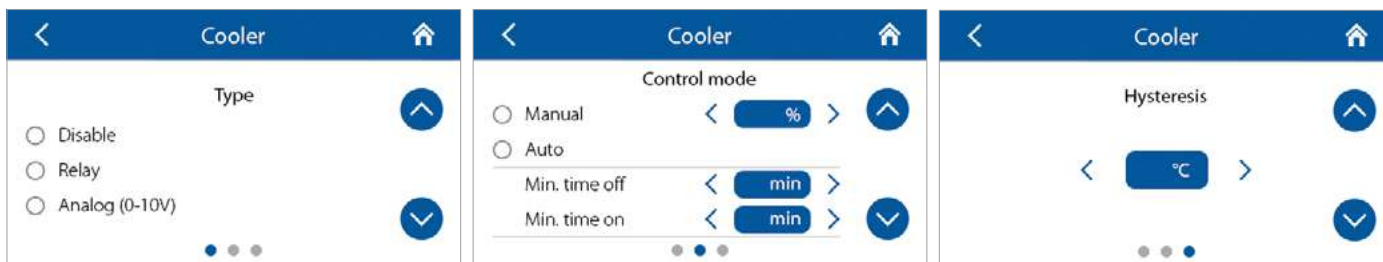 Cooler
Type
Disable
Relay
Analog (0-10V)
Cooler
Control mode
Manual %
Auto
Min. time off min
Min. time on min
Cooler
Hysteresis
°C